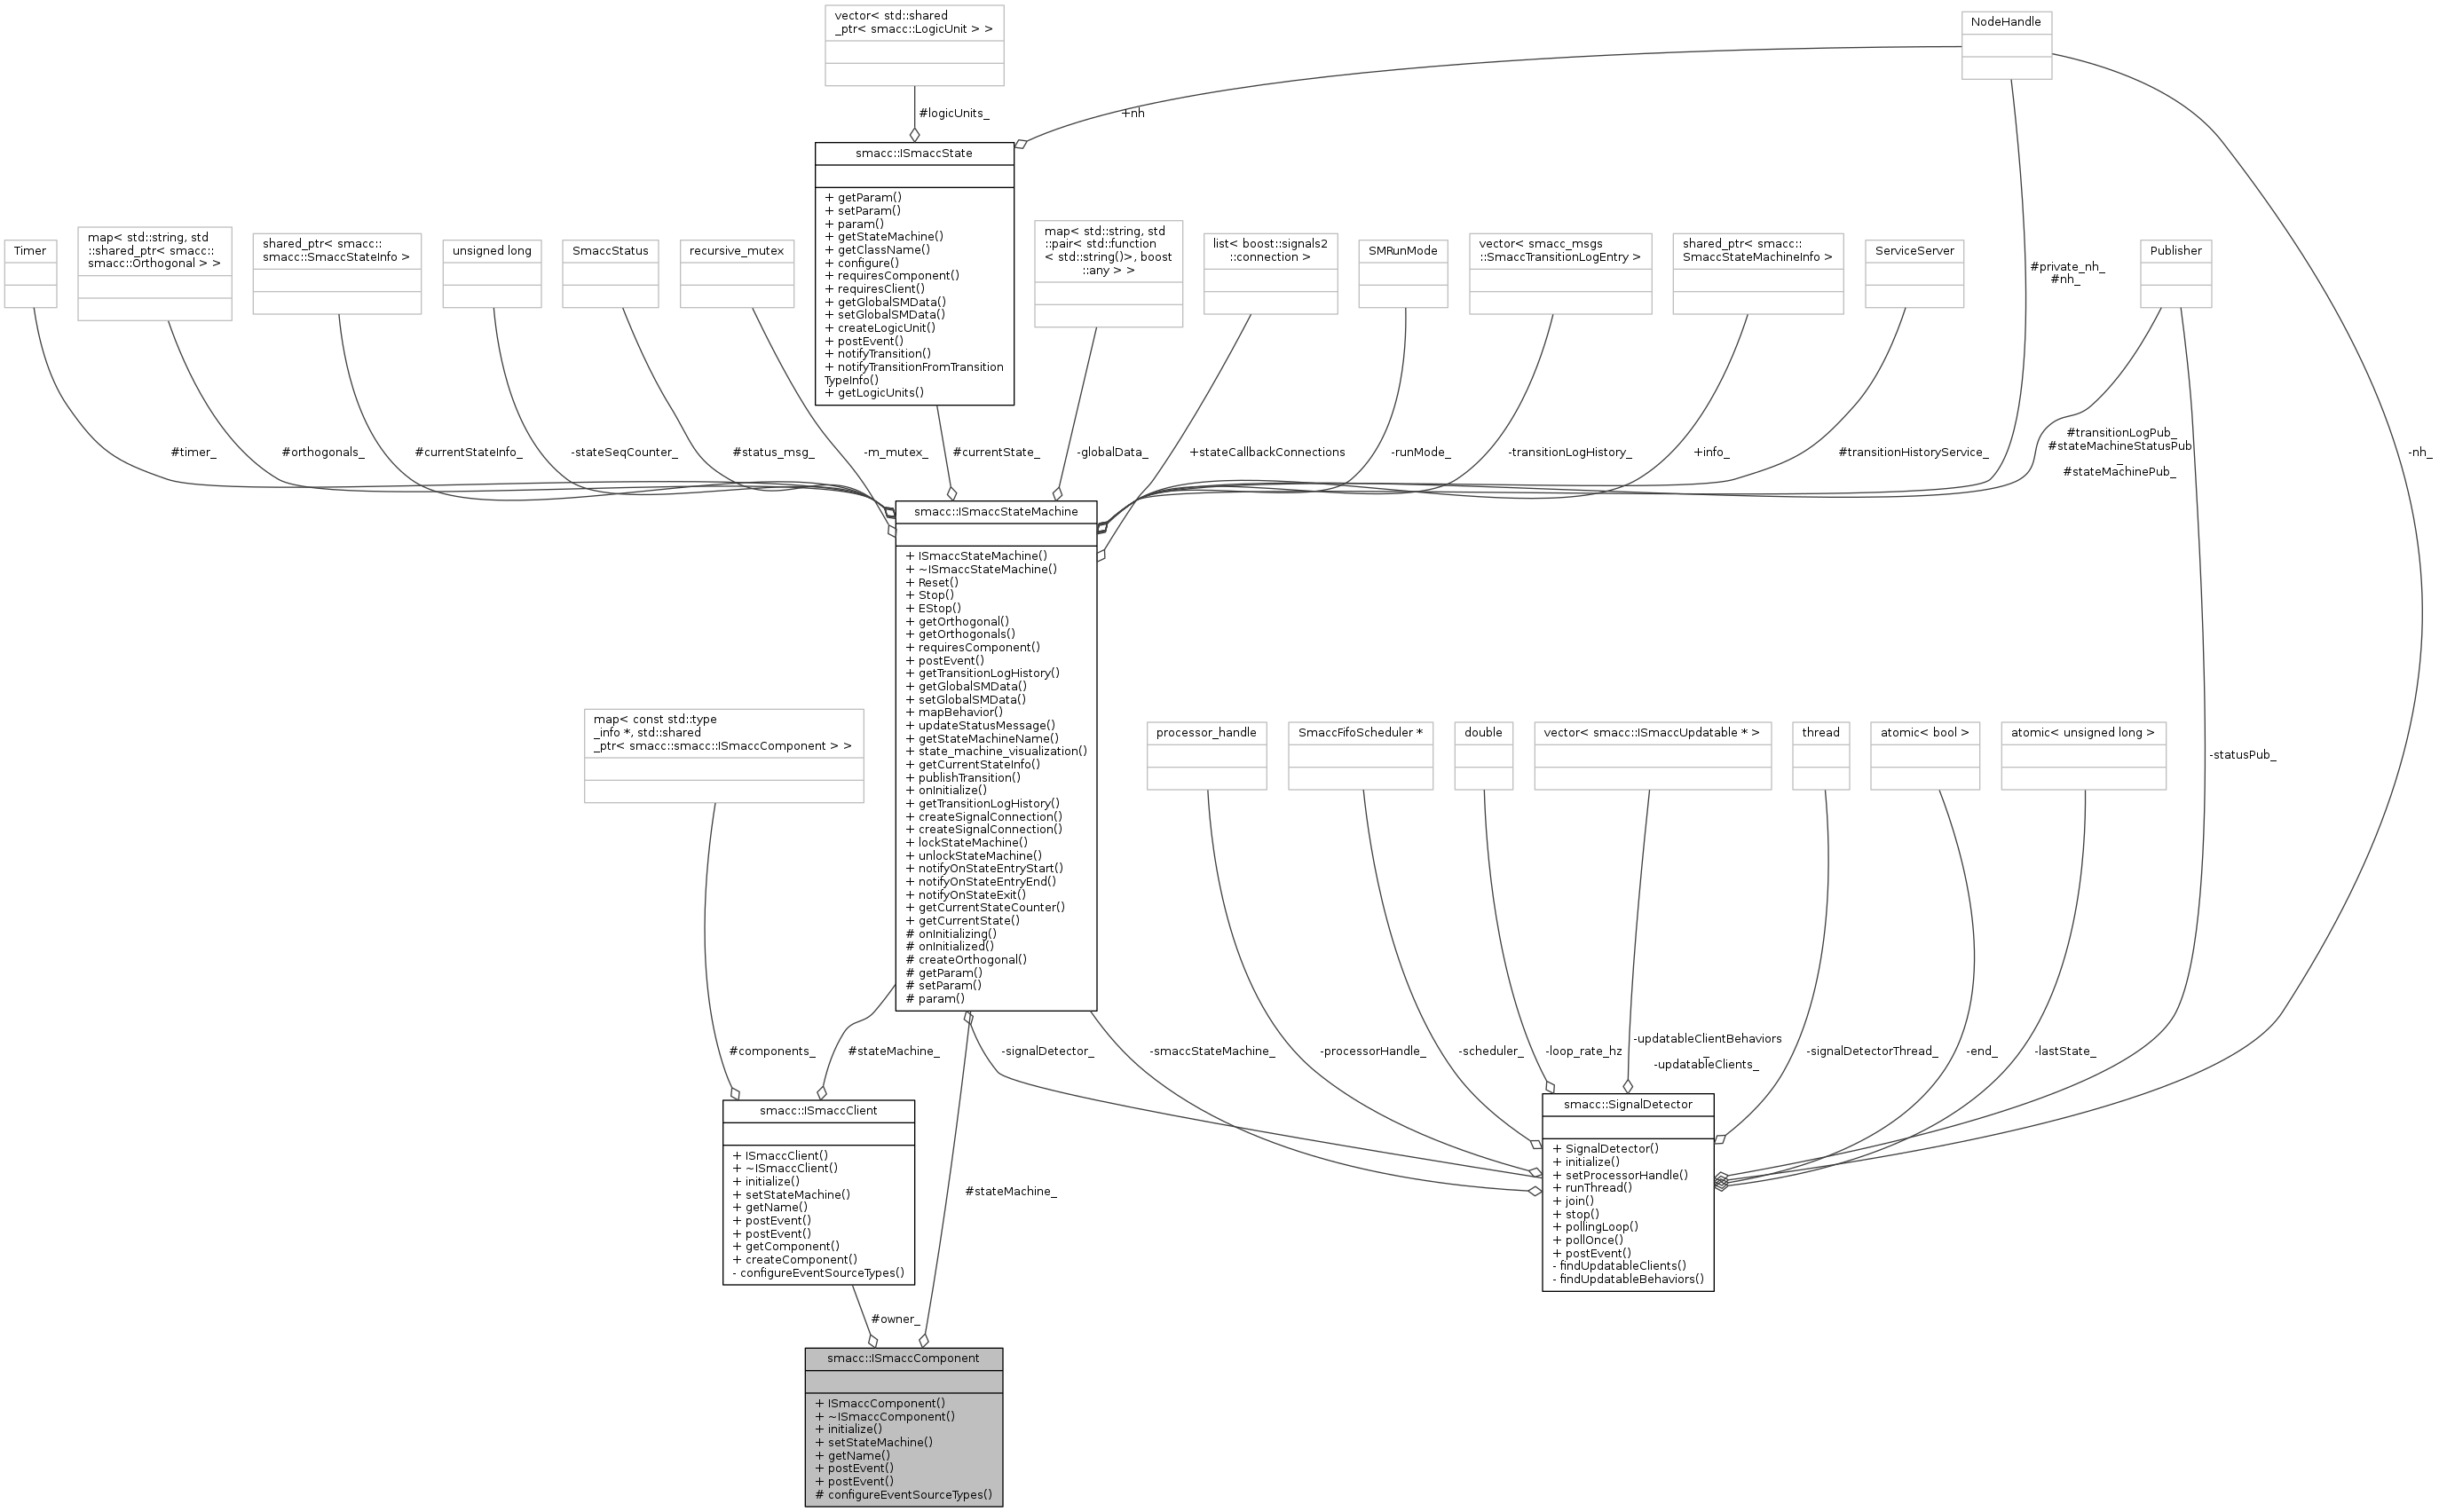 vector< std::shared
_ptr< smacc::LogicUnit > >
NodeHandle
#logicUnits_
+nh
smacc::ISmaccState
+ getParam()
+ setParam()
+ param()
+ getStateMachine()
+ getClassName()
+ configure()
+ requiresComponent()
+ requiresClient()
+ getGlobalSMData()
+ setGlobalSMData()
+ createLogicUnit()
+ postEvent()
+ notifyTransition()
+ notifyTransitionFromTransition
TypeInfo()
+ getLogicUnits()
Timer
map< std::string, std
::shared_ptr< smacc::
smacc::Orthogonal > >
shared_ptr< smacc::
smacc::SmaccStateInfo >
unsigned long
SmaccStatus
recursive_mutex
map< std::string, std
::pair< std::function
< std::string()>, boost
::any > >
list< boost::signals2
::connection >
SMRunMode
vector< smacc_msgs
::SmaccTransitionLogEntry >
shared_ptr< smacc::
SmaccStateMachineInfo >
ServiceServer
#private_nh_
#nh_
Publisher
#timer_
#orthogonals_
#currentStateInfo_
-stateSeqCounter_
#status_msg_
-m_mutex_
#currentState_
-globalData_
+stateCallbackConnections
-runMode_
-transitionLogHistory_
+info_
#transitionHistoryService_
#transitionLogPub_
#stateMachineStatusPub
_
#stateMachinePub_
-nh_
smacc::ISmaccStateMachine
+ ISmaccStateMachine()
+ ~ISmaccStateMachine()
+ Reset()
+ Stop()
+ EStop()
+ getOrthogonal()
+ getOrthogonals()
+ requiresComponent()
+ postEvent()
+ getTransitionLogHistory()
+ getGlobalSMData()
+ setGlobalSMData()
+ mapBehavior()
+ updateStatusMessage()
+ getStateMachineName()
+ state_machine_visualization()
+ getCurrentStateInfo()
+ publishTransition()
+ onInitialize()
+ getTransitionLogHistory()
+ createSignalConnection()
+ createSignalConnection()
+ lockStateMachine()
+ unlockStateMachine()
+ notifyOnStateEntryStart()
+ notifyOnStateEntryEnd()
+ notifyOnStateExit()
+ getCurrentStateCounter()
+ getCurrentState()
# onInitializing()
# onInitialized()
# createOrthogonal()
# getParam()
# setParam()
# param()
map< const std::type
_info *, std::shared
_ptr< smacc::smacc::ISmaccComponent > >
processor_handle
SmaccFifoScheduler *
double
vector< smacc::ISmaccUpdatable * >
thread
atomic< bool >
atomic< unsigned long >
-statusPub_
#components_
#stateMachine_
-signalDetector_
-smaccStateMachine_
-processorHandle_
-scheduler_
-loop_rate_hz
-updatableClientBehaviors
_
-updatableClients_
-signalDetectorThread_
-end_
-lastState_
smacc::ISmaccClient
+ ISmaccClient()
+ ~ISmaccClient()
+ initialize()
+ setStateMachine()
+ getName()
+ postEvent()
+ postEvent()
+ getComponent()
+ createComponent()
- configureEventSourceTypes()
#stateMachine_
smacc::SignalDetector
+ SignalDetector()
+ initialize()
+ setProcessorHandle()
+ runThread()
+ join()
+ stop()
+ pollingLoop()
+ pollOnce()
+ postEvent()
- findUpdatableClients()
- findUpdatableBehaviors()
#owner_
smacc::ISmaccComponent
+ ISmaccComponent()
+ ~ISmaccComponent()
+ initialize()
+ setStateMachine()
+ getName()
+ postEvent()
+ postEvent()
# configureEventSourceTypes()